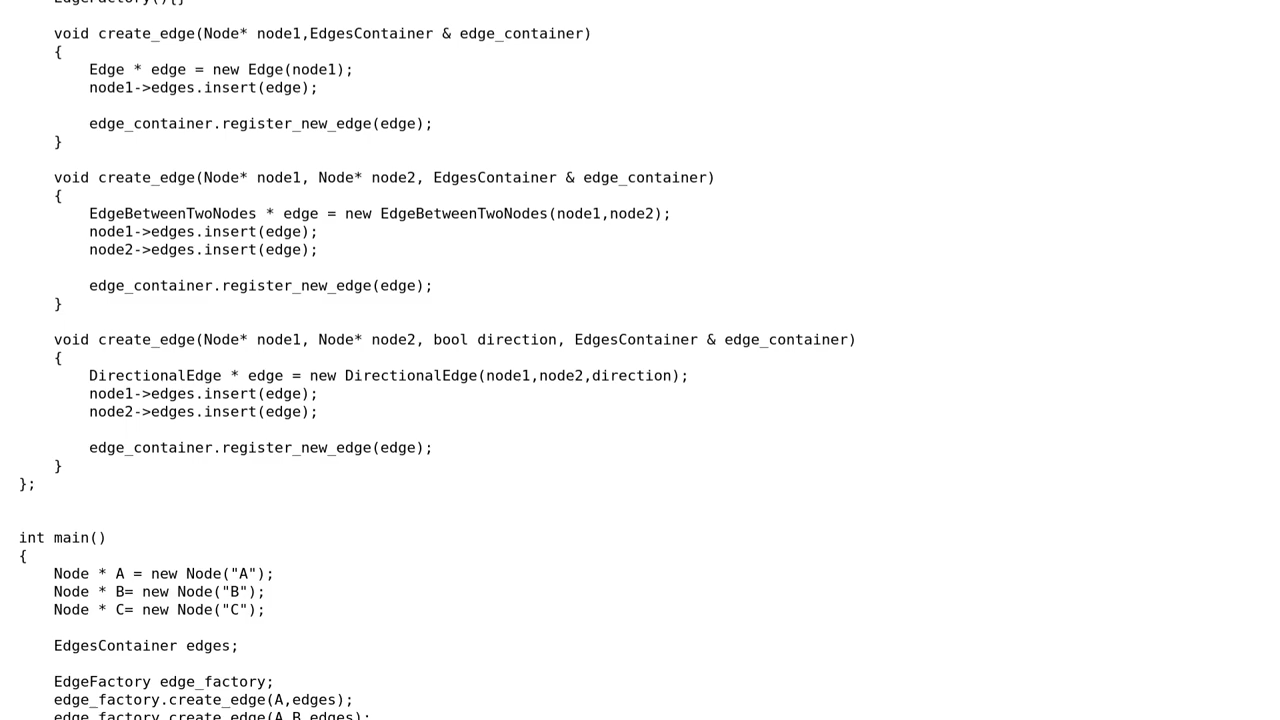 EdgeFactory(){}
void create_edge(Node* node1,EdgesContainer & edge_container)
{
Edge * edge = new Edge(node1);
node1->edges.insert(edge);
edge_container.register_new_edge(edge);
}
void create_edge(Node* node1, Node* node2, EdgesContainer & edge_container)
{
EdgeBetweenTwoNodes * edge = new EdgeBetweenTwoNodes(node1,node2);
node1->edges.insert(edge);
node2->edges.insert(edge);
edge_container.register_new_edge(edge);
}
void create_edge(Node* node1, Node* node2, bool direction, EdgesContainer & edge_container)
{
DirectionalEdge * edge = new DirectionalEdge(node1,node2,direction);
node1->edges.insert(edge);
node2->edges.insert(edge);
edge_container.register_new_edge(edge);
}
};
int main()
{
Node * A = new Node("A");
Node * B= new Node("B");
Node * C= new Node("C");
EdgesContainer edges;
EdgeFactory edge_factory;
edge_factory.create_edge(A,edges);
edge_factory.create_edge(A,B,edges);